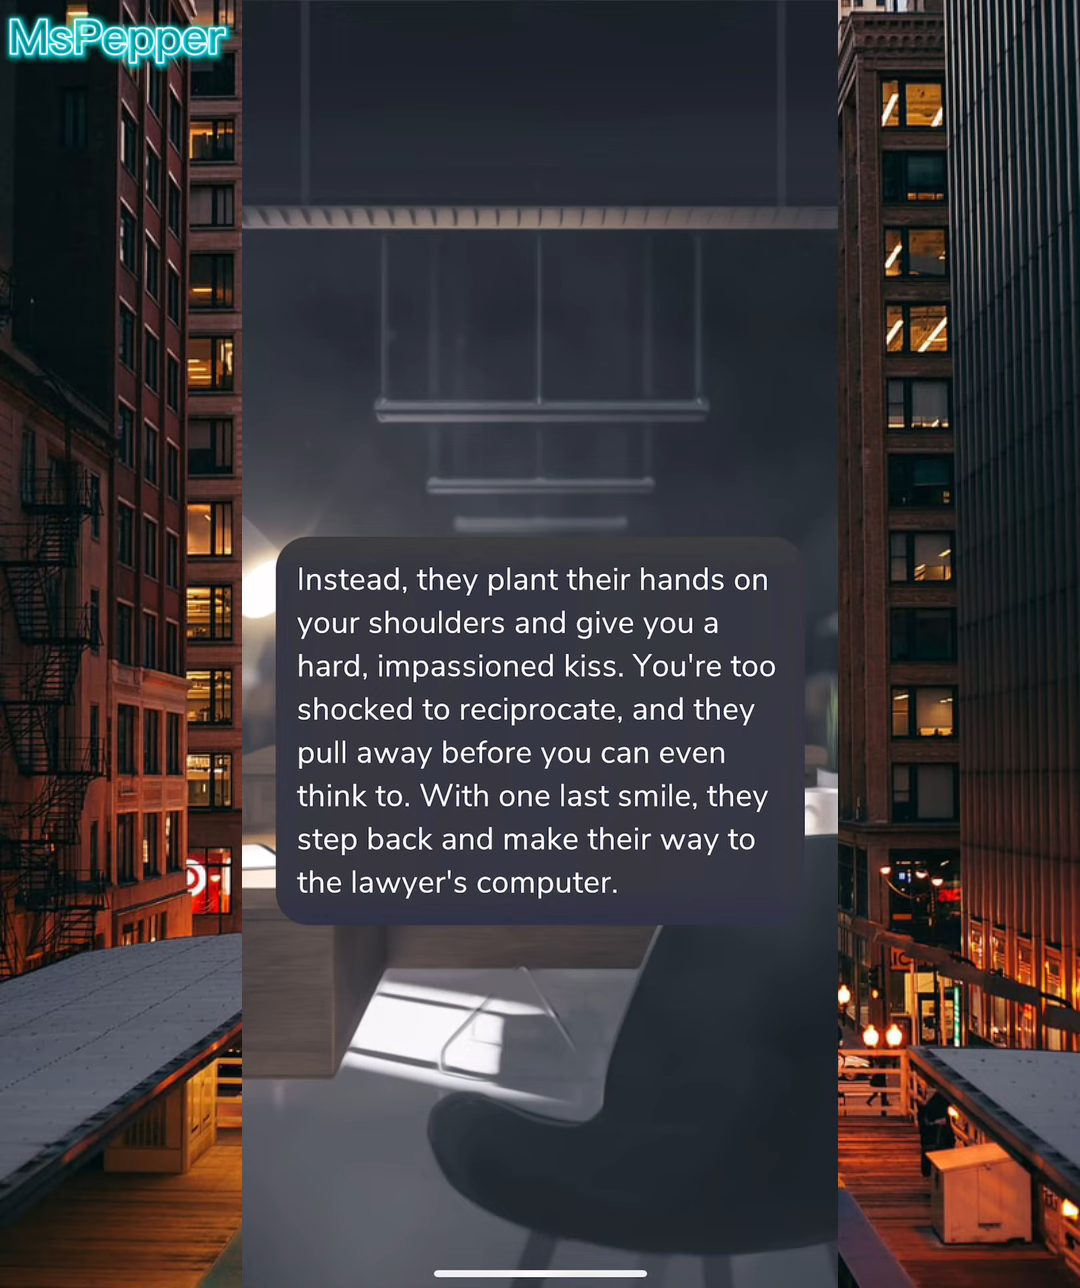 MsPepper
Instead, they plant their hands on
your shoulders and give you a
hard, impassioned kiss. You're too
shocked to reciprocate, and they
pull away before you can even
think to. With one last smile, they
step back and make their way to
the lawyer's computer.